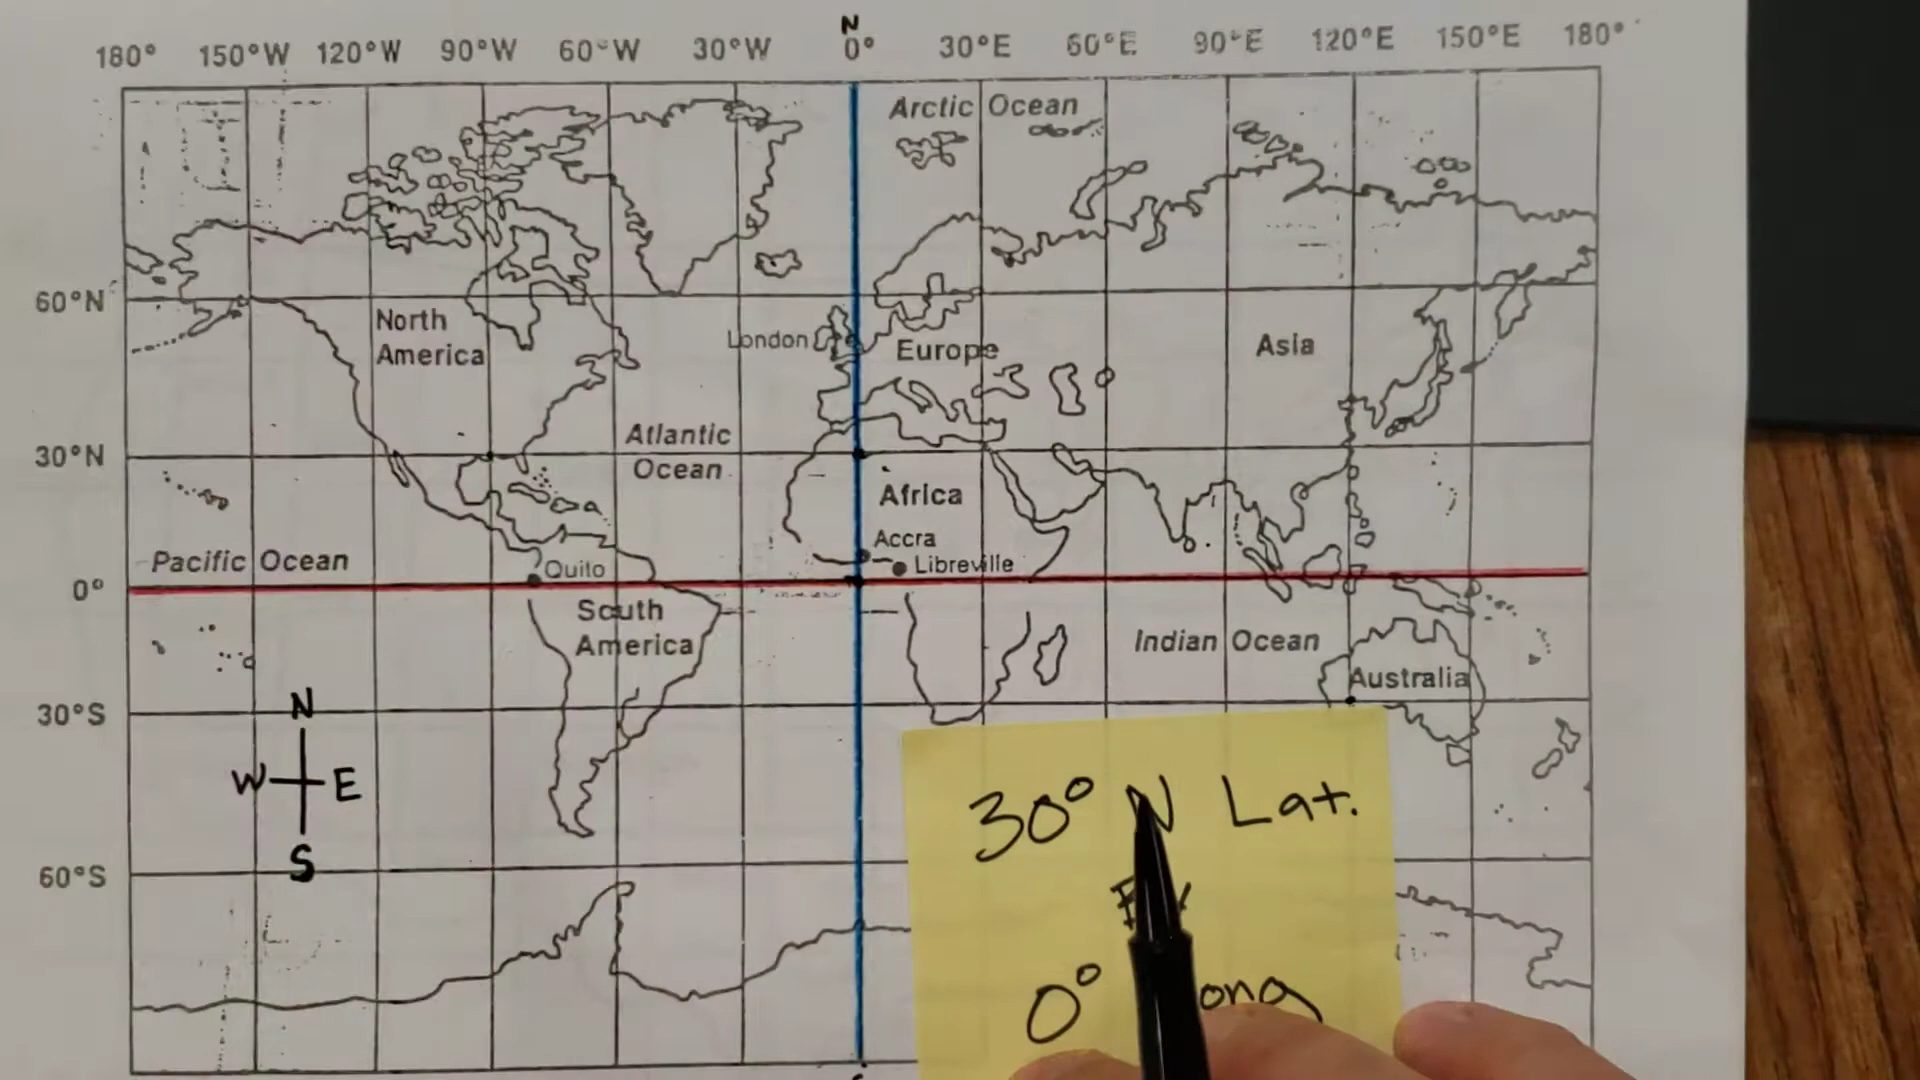 N
180° 150°W 120°W 90°W 60°W 30°W 0° 30°E 60°E 90°E 120°E 150°E 180°
Arctic Ocean
60°N
North
America
London
Europe
Asia
Atlantic
Ocean
30°N
Africa
Accra
Pacific Ocean
Quito
Libreville
0°
South
America
Indian Ocean
Australia
30°S
N
W E
S
60°S
30° N Lat.
0°